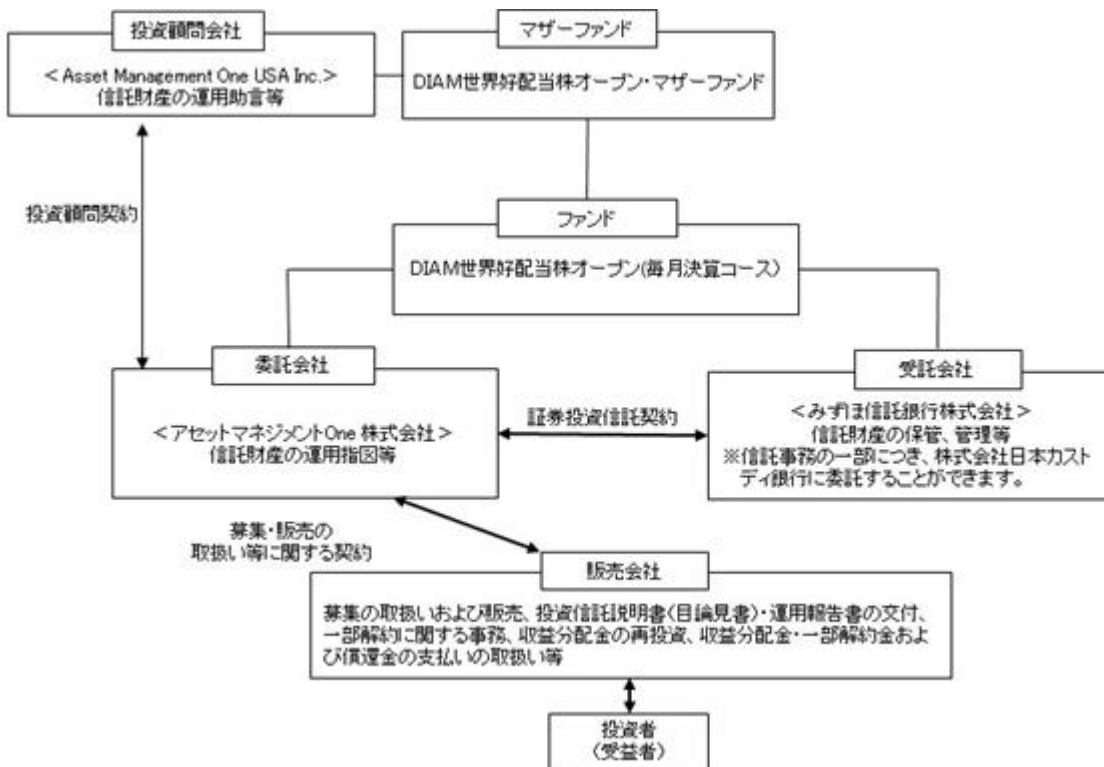 投資顧問会社
＜Asset Management One USA Inc.＞
信託財産の運用助言等
マザーファンド
DIAM世界好配当株オープン・マザーファンド
投資顧問契約
ファンド
DIAM世界好配当株オープン(毎月決算コース)
委託会社
＜アセットマネジメントOne 株式会社＞
信託財産の運用指図等
証券投資信託契約
受託会社
＜みずほ信託銀行株式会社＞
信託財産の保管、管理等
※信託事務の一部につき、株式会社日本カスト
ディ銀行に委託することができます。
募集・販売の
取扱い等に関する契約
販売会社
募集の取扱いおよび販売、投資信託説明書(目論見書)・運用報告書の交付、
一部解約に関する事務、収益分配金の再投資、収益分配金・一部解約金およ
び償還金の支払いの取扱い等
投資者
(受益者)